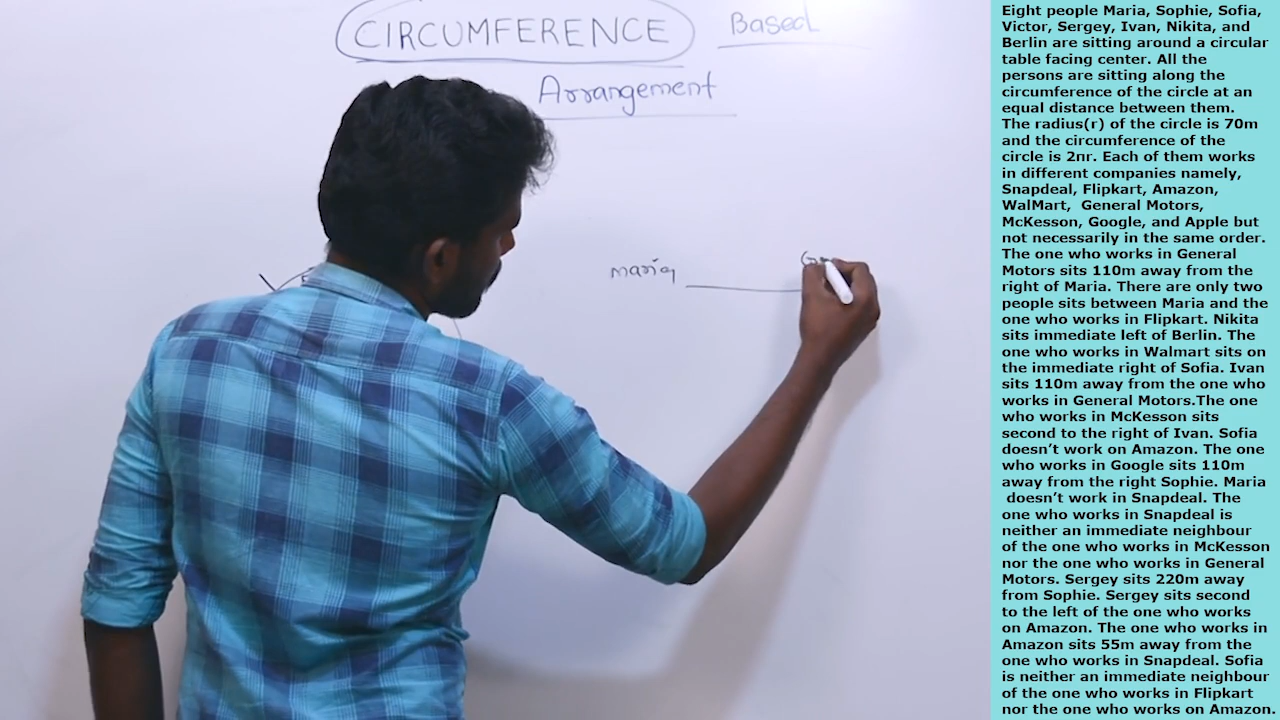 CIRCUMFERENCE Based
Arrangement
maria
Eight people Maria, Sophie, Sofia,
Victor, Sergey, Ivan, Nikita, and
Berlin are sitting around a circular
table facing center. All the
persons are sitting along the
circumference of the circle at an
equal distance between them.
The radius(r) of the circle is 70m
and the circumference of the
circle is 2πr. Each of them works
in different companies namely,
Snapdeal, Flipkart, Amazon,
WalMart,  General Motors,
McKesson, Google, and Apple but
not necessarily in the same order.
The one who works in General
Motors sits 110m away from the
right of Maria. There are only two
people sits between Maria and the
one who works in Flipkart. Nikita
sits immediate left of Berlin. The
one who works in Walmart sits on
the immediate right of Sofia. Ivan
sits 110m away from the one who
works in General Motors.The one
who works in McKesson sits
second to the right of Ivan. Sofia
doesn’t work on Amazon. The one
who works in Google sits 110m
away from the right Sophie. Maria
doesn’t work in Snapdeal. The
one who works in Snapdeal is
neither an immediate neighbour
of the one who works in McKesson
nor the one who works in General
Motors. Sergey sits 220m away
from Sophie. Sergey sits second
to the left of the one who works
on Amazon. The one who works in
Amazon sits 55m away from the
one who works in Snapdeal. Sofia
is neither an immediate neighbour
of the one who works in Flipkart
nor the one who works on Amazon.